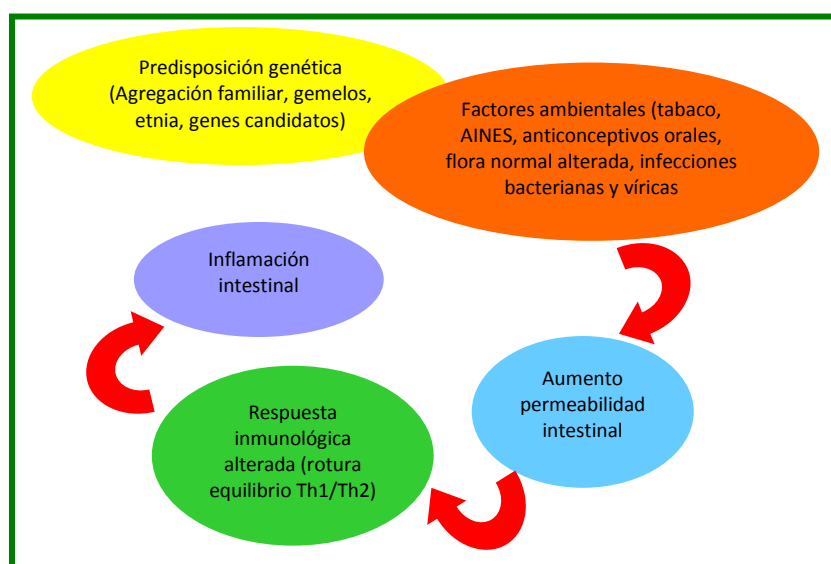 Predisposición genética
(Agregación familiar, gemelos,
etnia, genes candidatos)
Factores ambientales (tabaco,
AINES, anticonceptivos orales,
flora normal alterada, infecciones
bacterianas y víricas
Inflamación
intestinal
Aumento
permeabilidad
intestinal
Respuesta
inmunológica
alterada (rotura
equilibrio Th1/Th2)